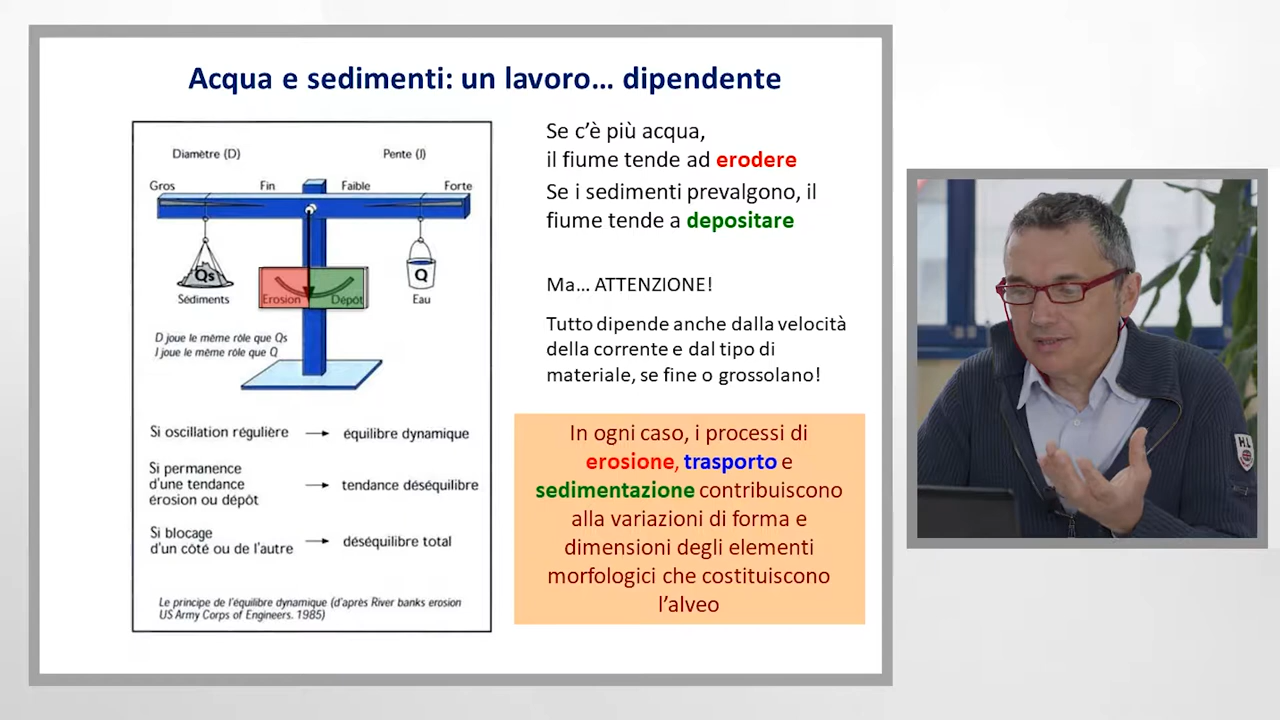 Acqua e sedimenti: un lavoro... dipendente
Diamètre (D)
Pente (I)
Gros
Fin
Faible
Forte
Qs
Q
Sédiments
Erosion
Dépôt
Eau
D joue le même rôle que Qs
I joue le même rôle que Q
Si oscillation régulière
équilibre dynamique
Si permanence
d'une tendance
érosion ou dépôt
tendance déséquilibre
Si blocage
d'un côté ou de l'autre
déséquilibre total
Le principe de l'équilibre dynamique (d'après River banks erosion
US Army Corps of Engineers. 1985)
Se c'è più acqua,
il fiume tende ad erodere
Se i sedimenti prevalgono, il
fiume tende a depositare
Ma... ATTENZIONE!
Tutto dipende anche dalla velocità
della corrente e dal tipo di
materiale, se fine o grossolano!
In ogni caso, i processi di
erosione, trasporto e
sedimentazione contribuiscono
alla variazioni di forma e
dimensioni degli elementi
morfologici che costituiscono
l'alveo
H.L